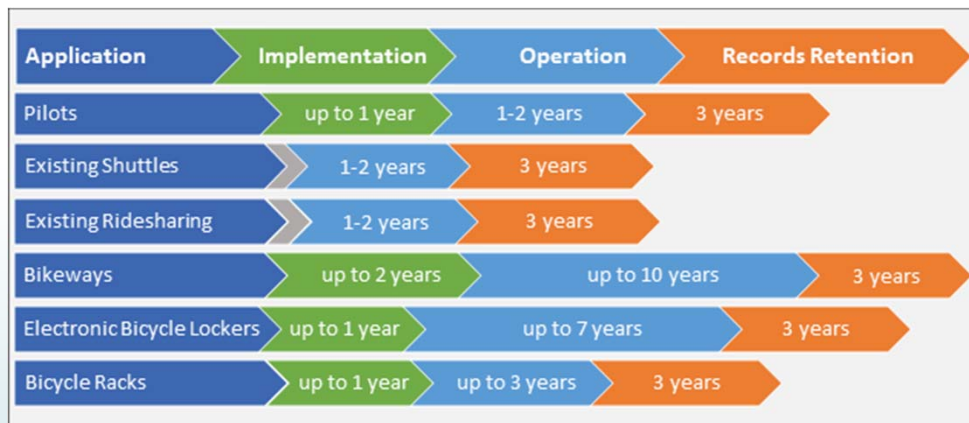 Application Implementation Operation Records Retention
Pilots up to 1 year 1-2 years 3 years
Existing Shuttles 1-2 years 3 years
Existing Ridesharing 1-2 years 3 years
Bikeways up to 2 years up to 10 years 3 years
Electronic Bicycle Lockers up to 1 year up to 7 years 3 years
Bicycle Racks up to 1 year up to 3 years 3 years